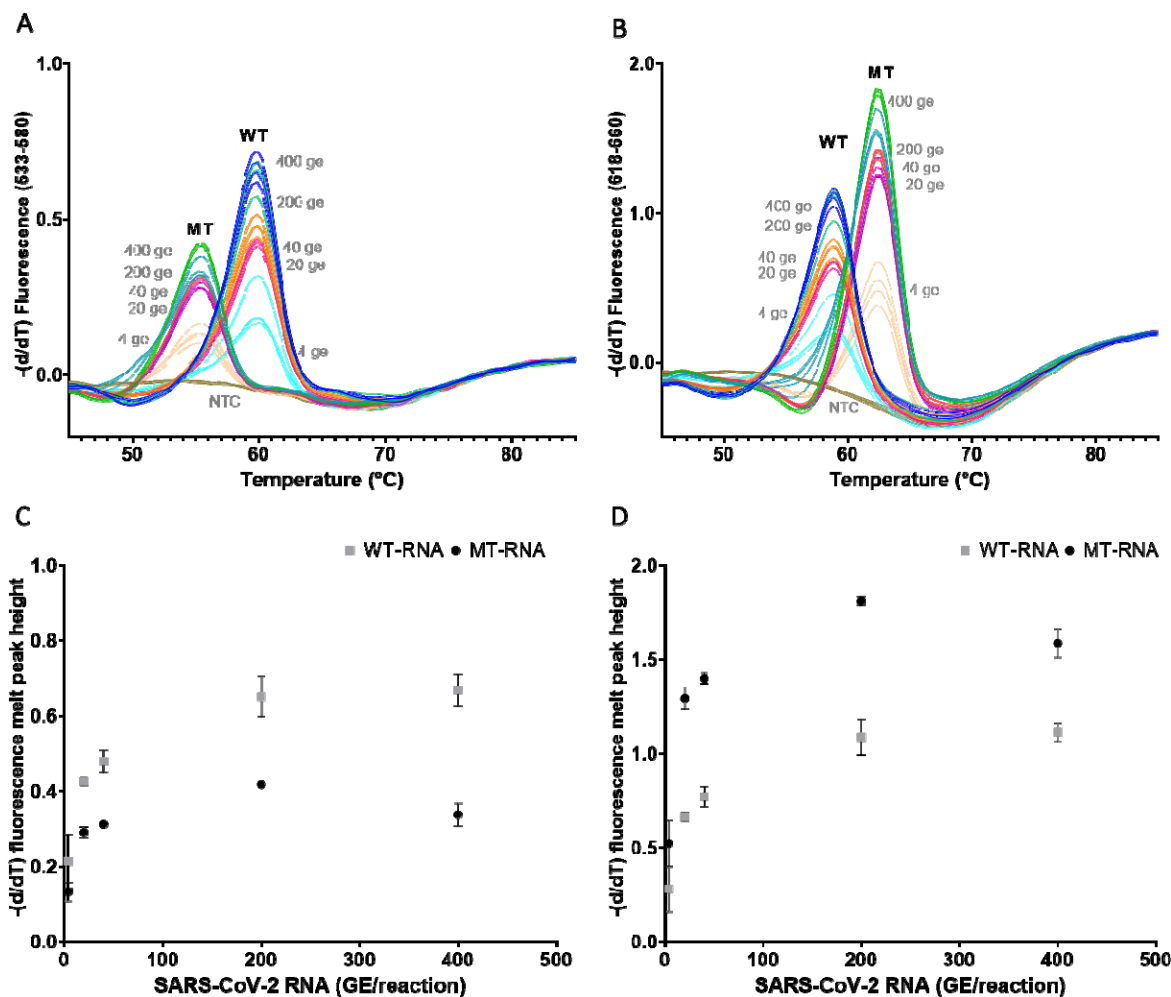 A
B
1.0
0.5
0.0
-(d/dT) Fluorescence (533-580)
WT
400 ge
200 ge
40 ge
20 ge
4 ge
MT
400 ge
200 ge
40 ge
20 ge
4 ge
NTC
50
60
70
80
Temperature (°C)
2.0
1.0
0.0
-(d/dT) Fluorescence (618-660)
MT
400 ge
200 ge
40 ge
20 ge
4 ge
WT
400 ge
200 ge
40 ge
20 ge
4 ge
NTC
50
60
70
80
Temperature (°C)
C
WT-RNA MT-RNA
1.0
0.8
0.6
0.4
0.2
0.0
-(d/dT) fluorescence melt peak height
0
100
200
300
400
500
SARS-CoV-2 RNA (GE/reaction)
D
WT-RNA MT-RNA
2.0
1.5
1.0
0.5
0.0
-(d/dT) fluorescence melt peak height
0
100
200
300
400
500
SARS-CoV-2 RNA (GE/reaction)